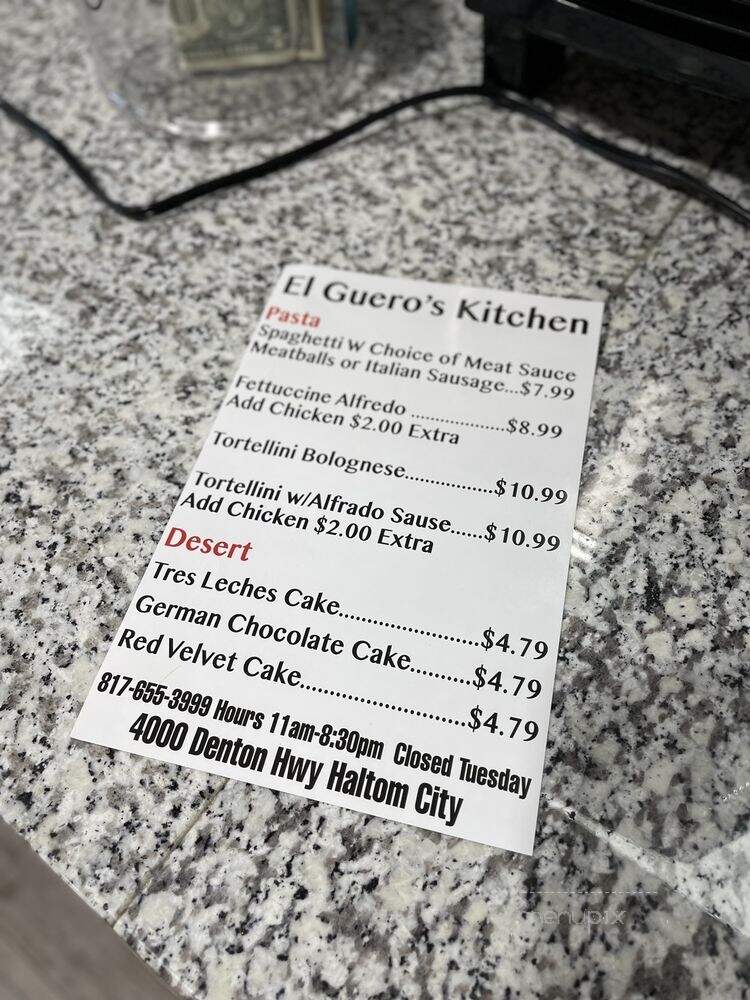 El Guero's Kitchen
Pasta
Spaghetti W Choice of Meat Sauce
Meatballs or Italian Sausage...$7.99
Fettuccine Alfredo ...................$8.99
Add Chicken $2.00 Extra
Tortellini Bolognese..................$10.99
Tortellini w/Alfrado Sause......$10.99
Add Chicken $2.00 Extra
Desert
Tres Leches Cake.......................$4.79
German Chocolate Cake..........$4.79
Red Velvet Cake...........................$4.79
817-655-3999 Hours 11am-8:30pm Closed Tuesday
4000 Denton Hwy Haltom City
menupix